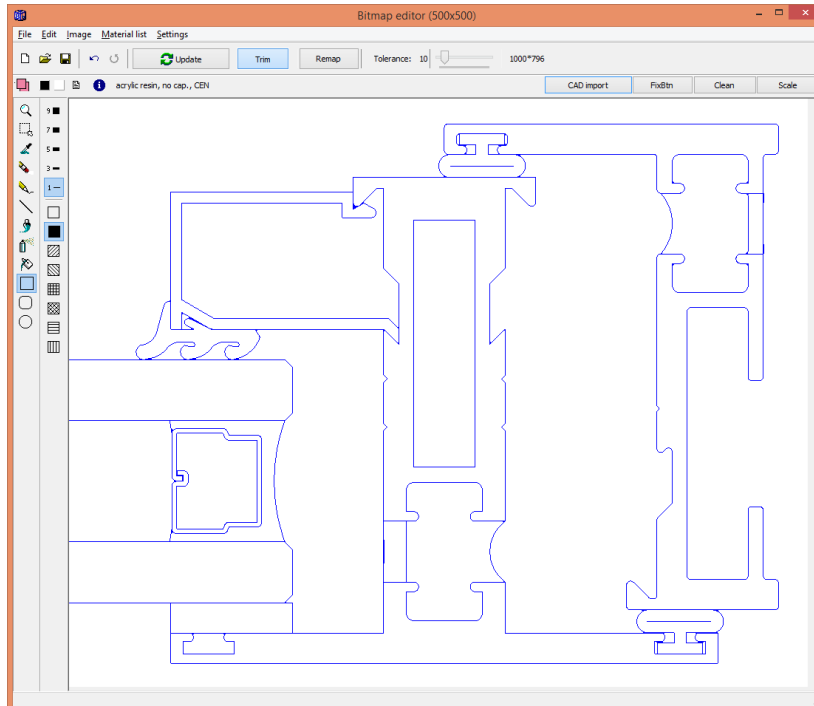 Bitmap editor (500x500)
File Edit Image Material list Settings
Update Trim Remap Tolerance: 10 1000*796
acrylic resin, no cap., CEN CAD import FixBtn Clean Scale
9
7
5
3
1